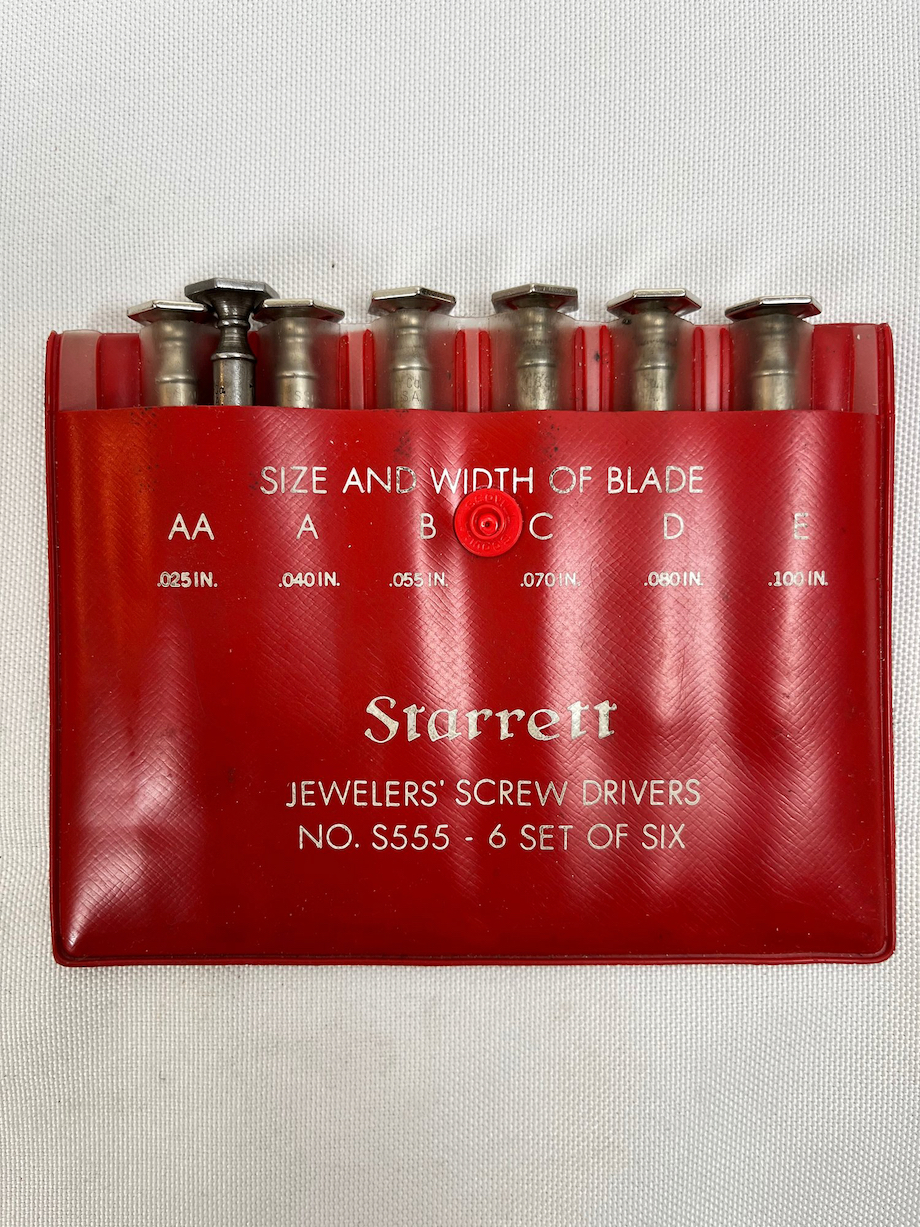 SIZE AND WIDTH OF BLADE
AA A B C D E
.025 IN. .040 IN. .055 IN. .070 IN. .080 IN. .100 IN.
Starrett
JEWELERS' SCREW DRIVERS
NO. S555 - 6 SET OF SIX